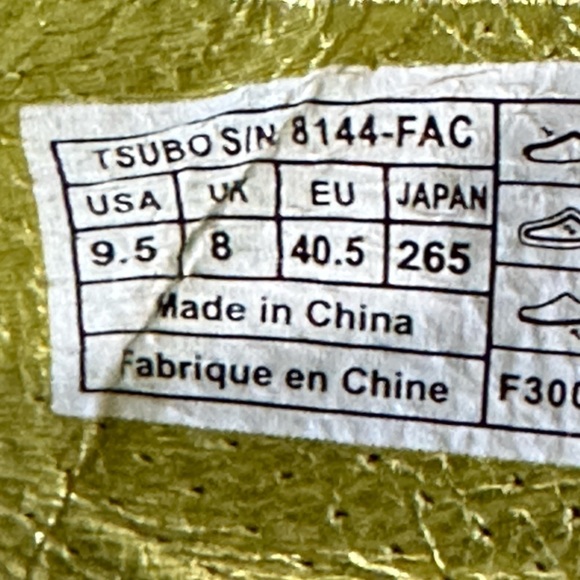 TSUBO S/N 8144-FAC
USA UK EU JAPAN
9.5 8 40.5 265
Made in China
Fabrique en Chine